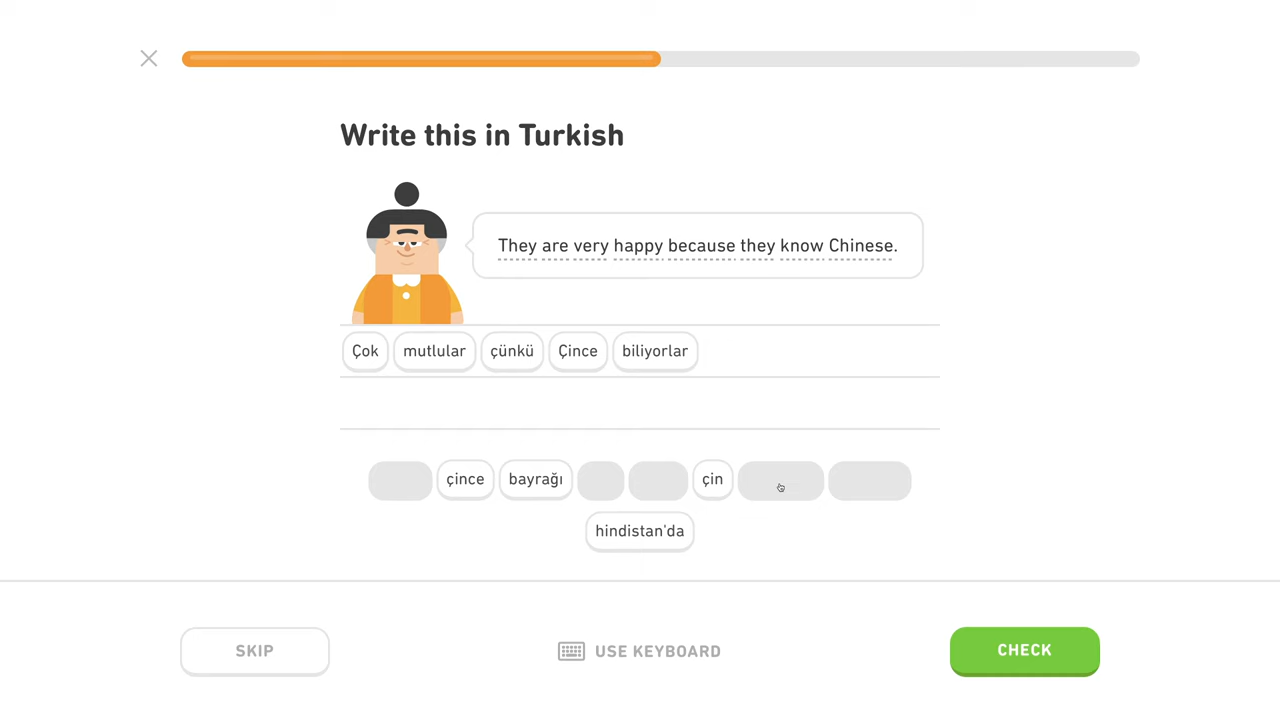 Write this in Turkish
They are very happy because they know Chinese.
Çok mutlular çünkü Çince biliyorlar
çince bayrağı çin
hindistan'da
SKIP USE KEYBOARD CHECK